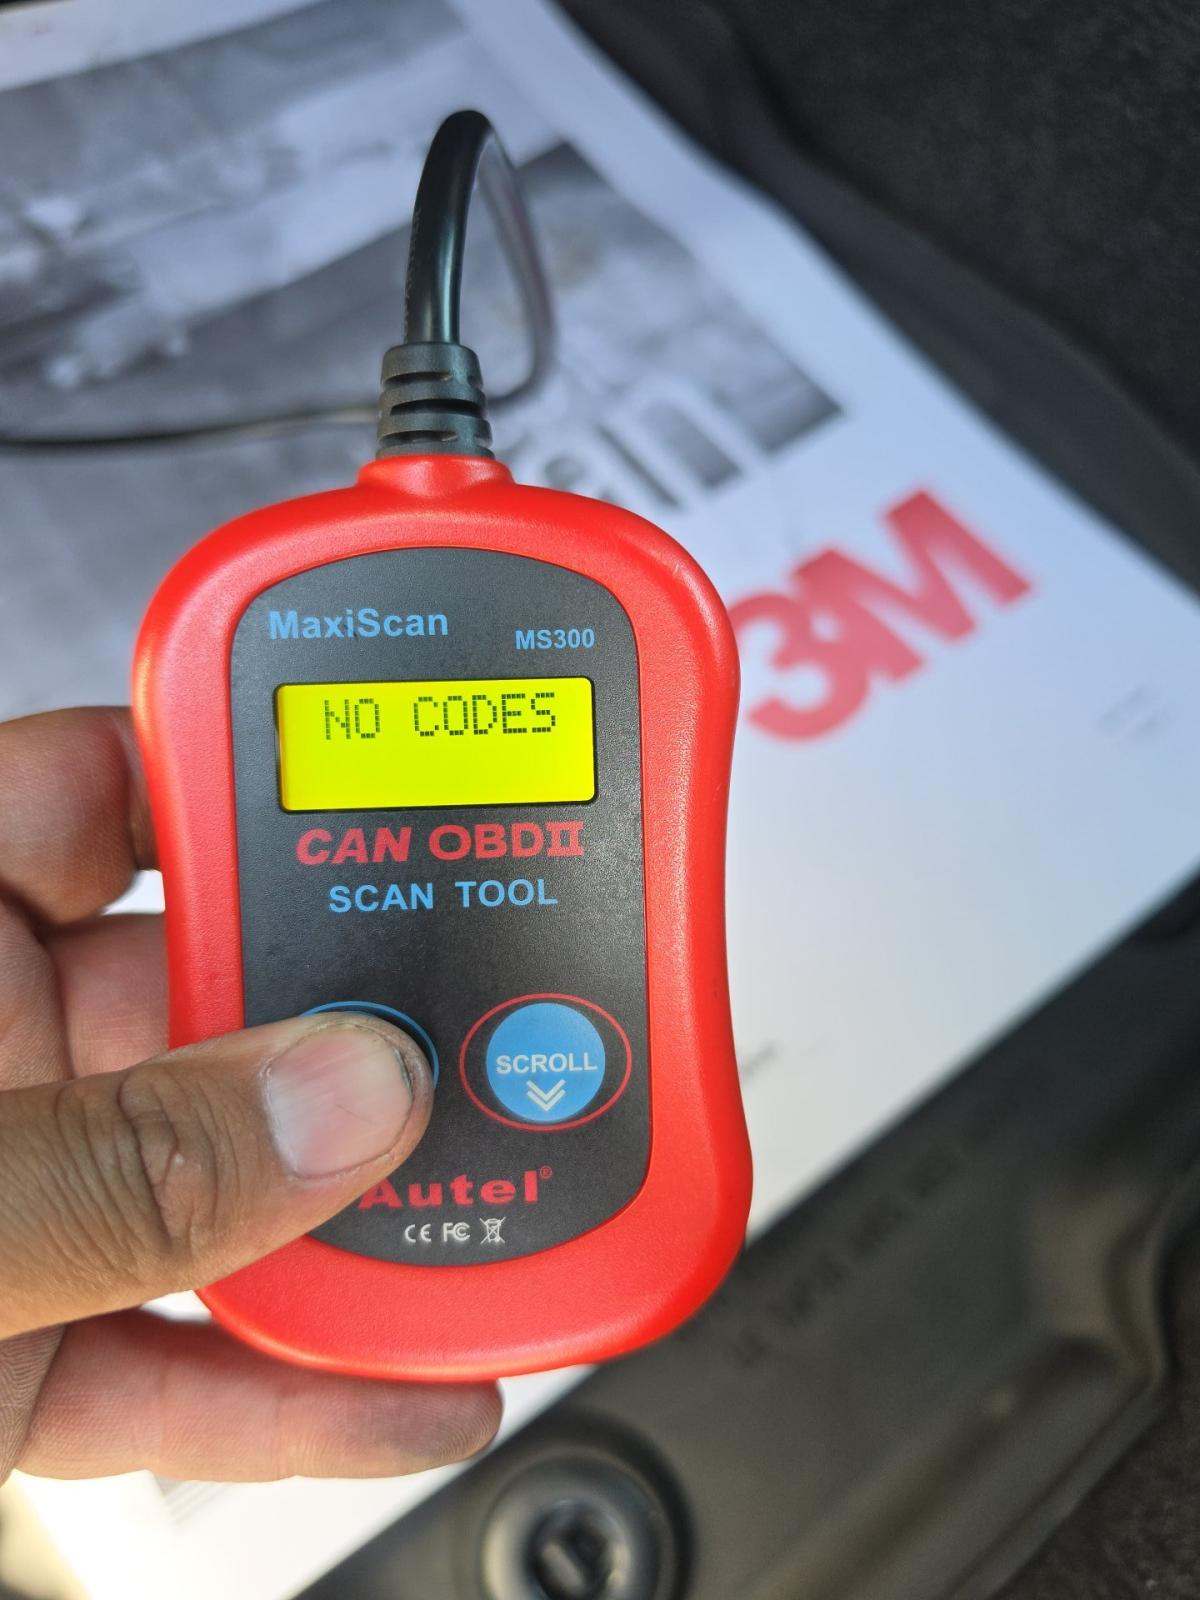 3M
MaxiScan
MS300
NO CODES
CAN OBDII
SCAN TOOL
SCROLL
Autel®
CE FC